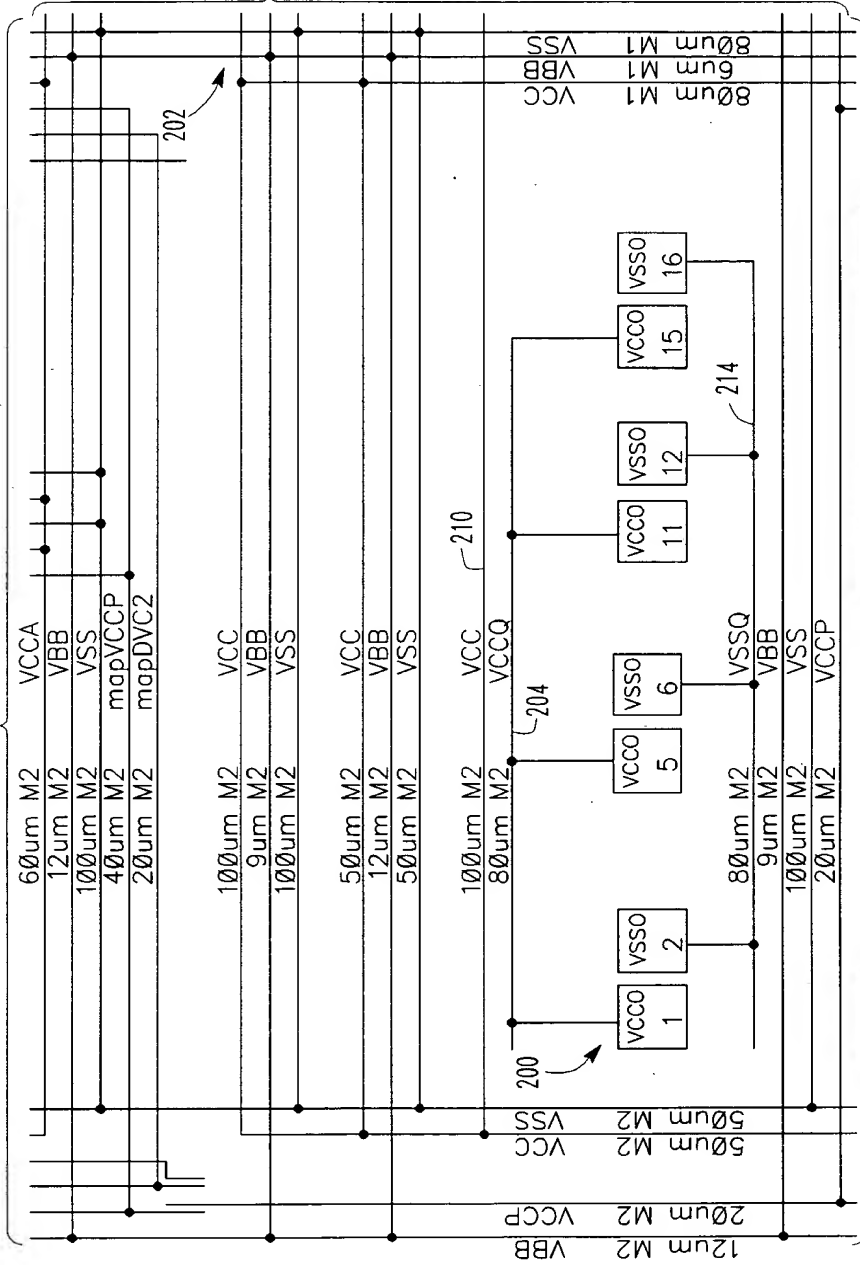 60um M2 VCCA
12um M2 VBB
100um M2 VSS
40um M2 mapVCCP
20um M2 mapDVC2
202
100um M2 VCC
9um M2 VBB
100um M2 VSS
50um M2 VCC
12um M2 VBB
50um M2 VSS
100um M2 VCC
210
80um M2 VCCQ
204
200
VCCO
1
VSSO
2
VCCO
5
VSSO
6
VCCO
11
VSSO
12
VCCO
15
VSSO
16
214
80um M2 VSSQ
9um M2 VBB
100um M2 VSS
20um M2 VCCP
12um M2 VBB
20um M2 VCCP
50um M2 VCC
50um M2 VSS
80um M1 VCC
6um M1 VBB
80um M1 VSS